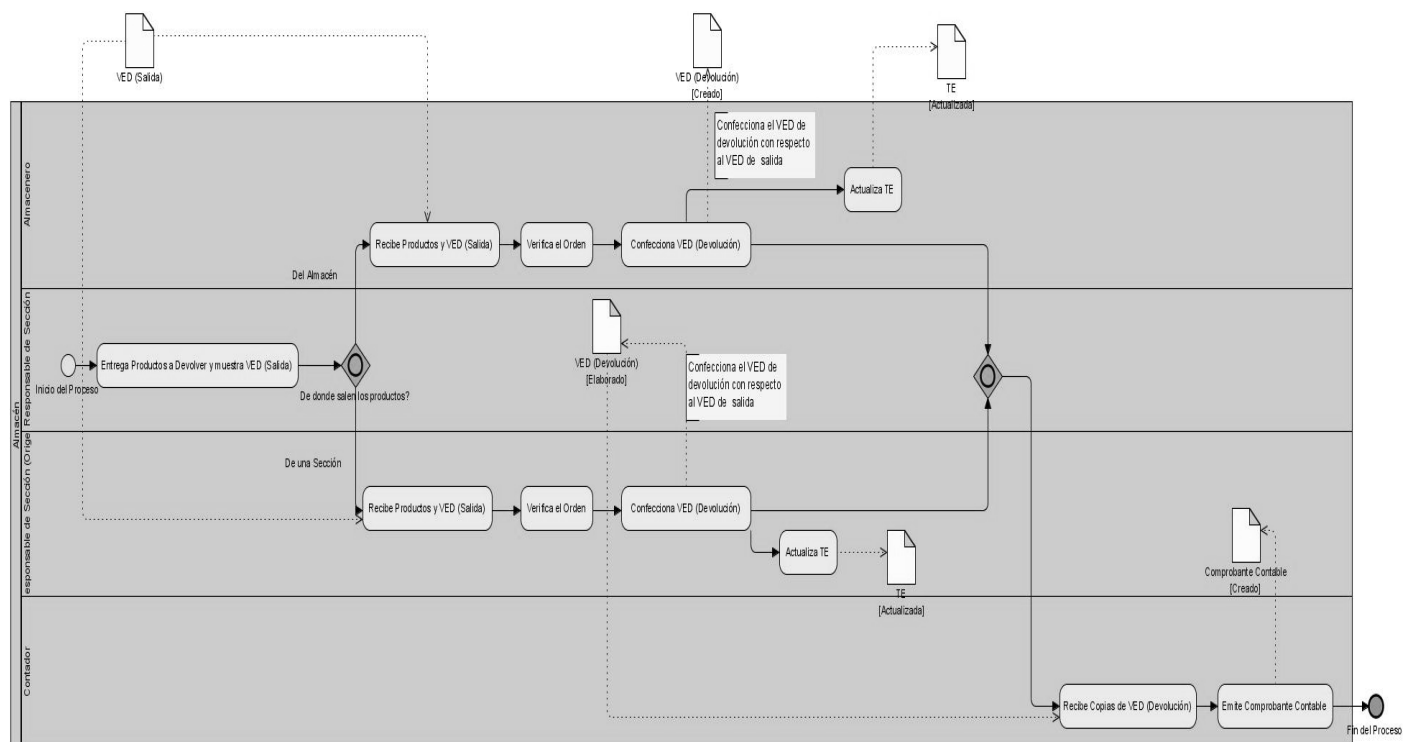 VED (Salida)
VED (Devolución)
[Creado]
TE
[Actualizada]
Almacén
Almacenero
Confecciona el VED de
devolución con respecto
al VED de salida
Actualiza TE
Recibe Productos y VED (Salida)
Verifica el Orden
Confecciona VED (Devolución)
Del Almacén
Responsable de Sección
Inicio del Proceso
Entrega Productos a Devolver y muestra VED (Salida)
De donde salen los productos?
VED (Devolución)
[Elaborado]
Confecciona el VED de
devolución con respecto
al VED de salida
esponsable de Sección (Orige
De una Sección
Recibe Productos y VED (Salida)
Verifica el Orden
Confecciona VED (Devolución)
Actualiza TE
TE
[Actualizada]
Comprobante Contable
[Creado]
Contador
Recibe Copias de VED (Devolución)
Emite Comprobante Contable
Fin del Proceso